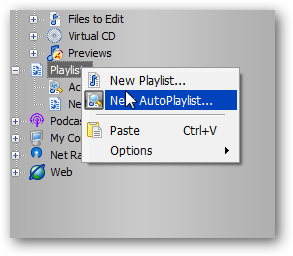 Files to Edit
Virtual CD
Previews
Playlist
New Playlist...
Ac
New AutoPlaylist...
Ne
Podcas
Paste Ctrl+V
My Co
Net Ra
Options
Web